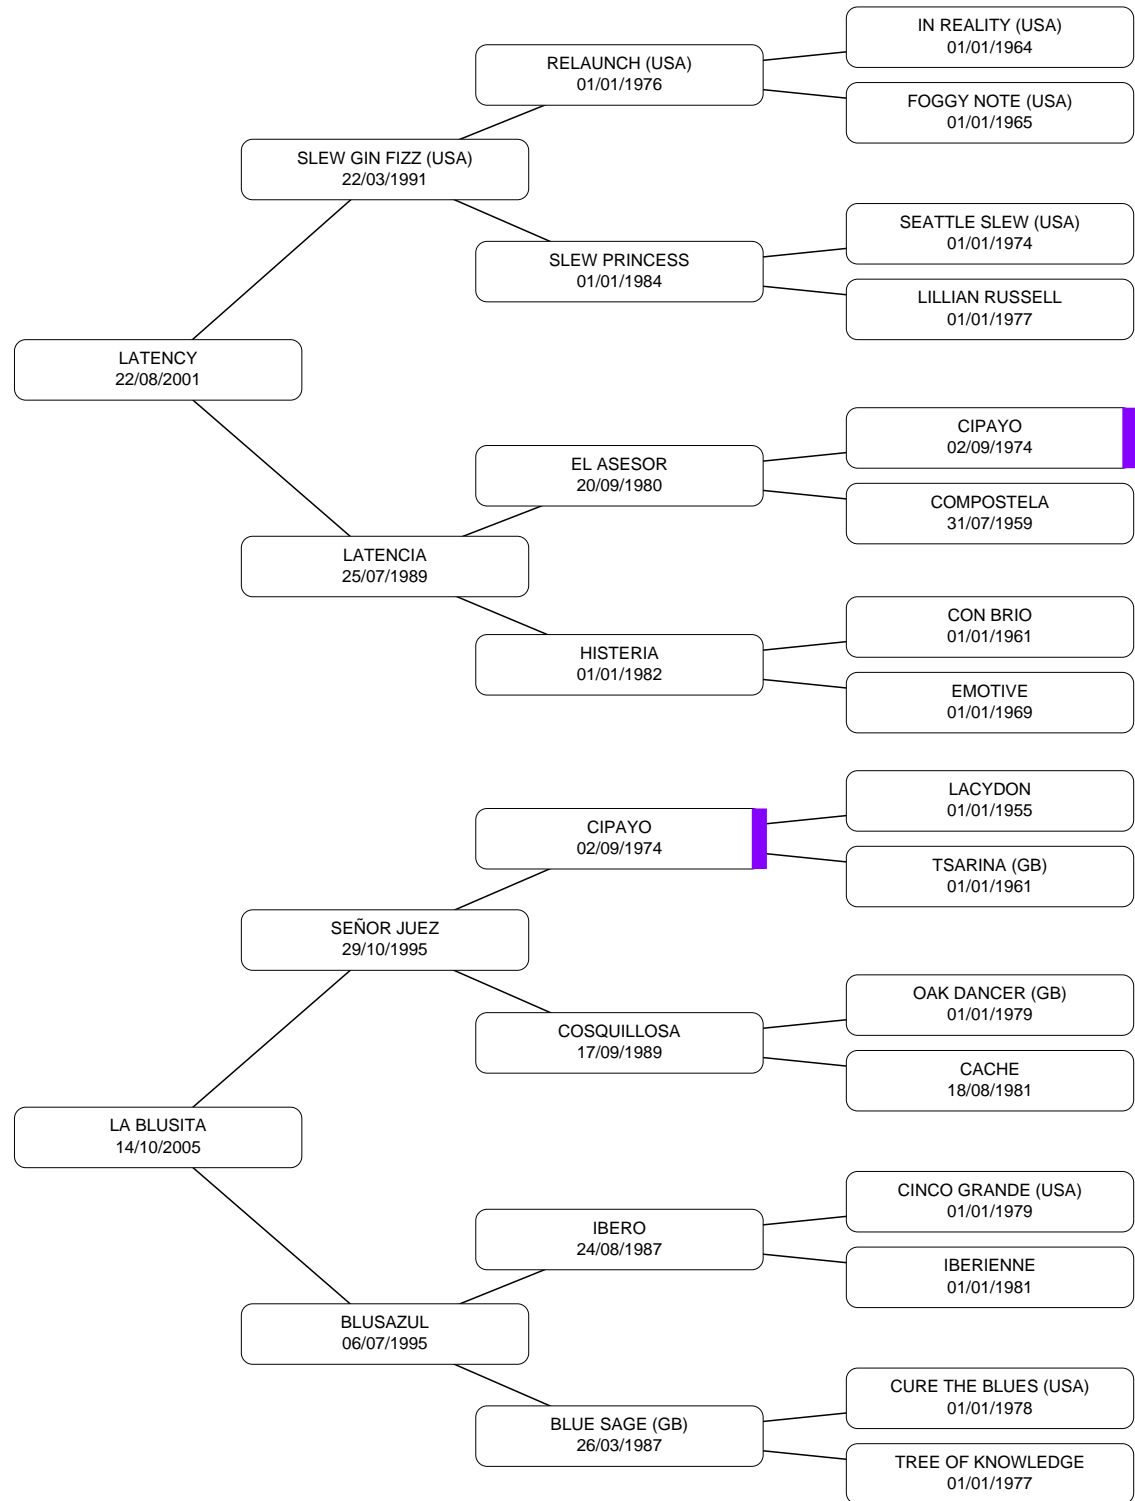 IN REALITY (USA)
01/01/1964
RELAUNCH (USA)
01/01/1976
FOGGY NOTE (USA)
01/01/1965
SLEW GIN FIZZ (USA)
22/03/1991
SEATTLE SLEW (USA)
01/01/1974
SLEW PRINCESS
01/01/1984
LILLIAN RUSSELL
01/01/1977
LATENCY
22/08/2001
CIPAYO
02/09/1974
EL ASESOR
20/09/1980
COMPOSTELA
31/07/1959
LATENCIA
25/07/1989
CON BRIO
01/01/1961
HISTERIA
01/01/1982
EMOTIVE
01/01/1969
LACYDON
01/01/1955
CIPAYO
02/09/1974
TSARINA (GB)
01/01/1961
SEÑOR JUEZ
29/10/1995
OAK DANCER (GB)
01/01/1979
COSQUILLOSA
17/09/1989
CACHE
18/08/1981
LA BLUSITA
14/10/2005
CINCO GRANDE (USA)
01/01/1979
IBERO
24/08/1987
IBERIENNE
01/01/1981
BLUSAZUL
06/07/1995
CURE THE BLUES (USA)
01/01/1978
BLUE SAGE (GB)
26/03/1987
TREE OF KNOWLEDGE
01/01/1977